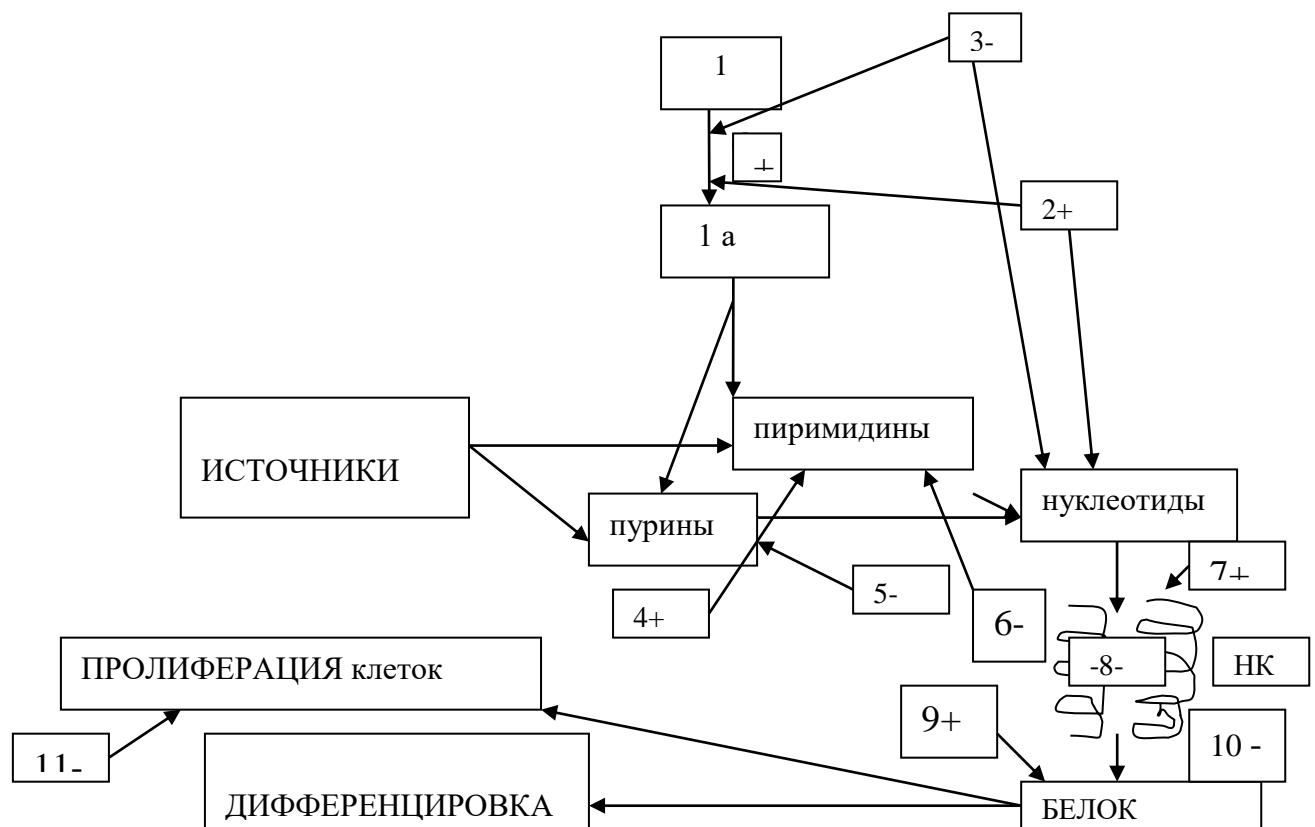 1
3-
+
2+
1 а
пиримидины
ИСТОЧНИКИ
нуклеотиды
пурины
7+
5-
4+
6-
-8-
НК
ПРОЛИФЕРАЦИЯ клеток
9+
10 -
11-
ДИФФЕРЕНЦИРОВКА
БЕЛОК